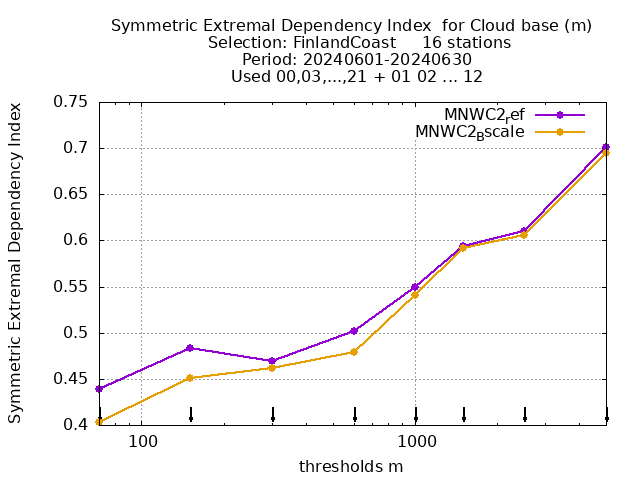 Symmetric Extremal Dependency Index  for Cloud base (m)
Selection: FinlandCoast     16 stations
Period: 20240601-20240630
Used 00,03,...,21 + 01 02 ... 12
MNWC2ref
MNWC2Bscale
Symmetric Extremal Dependency Index
0.75
0.7
0.65
0.6
0.55
0.5
0.45
0.4
100
1000
thresholds m